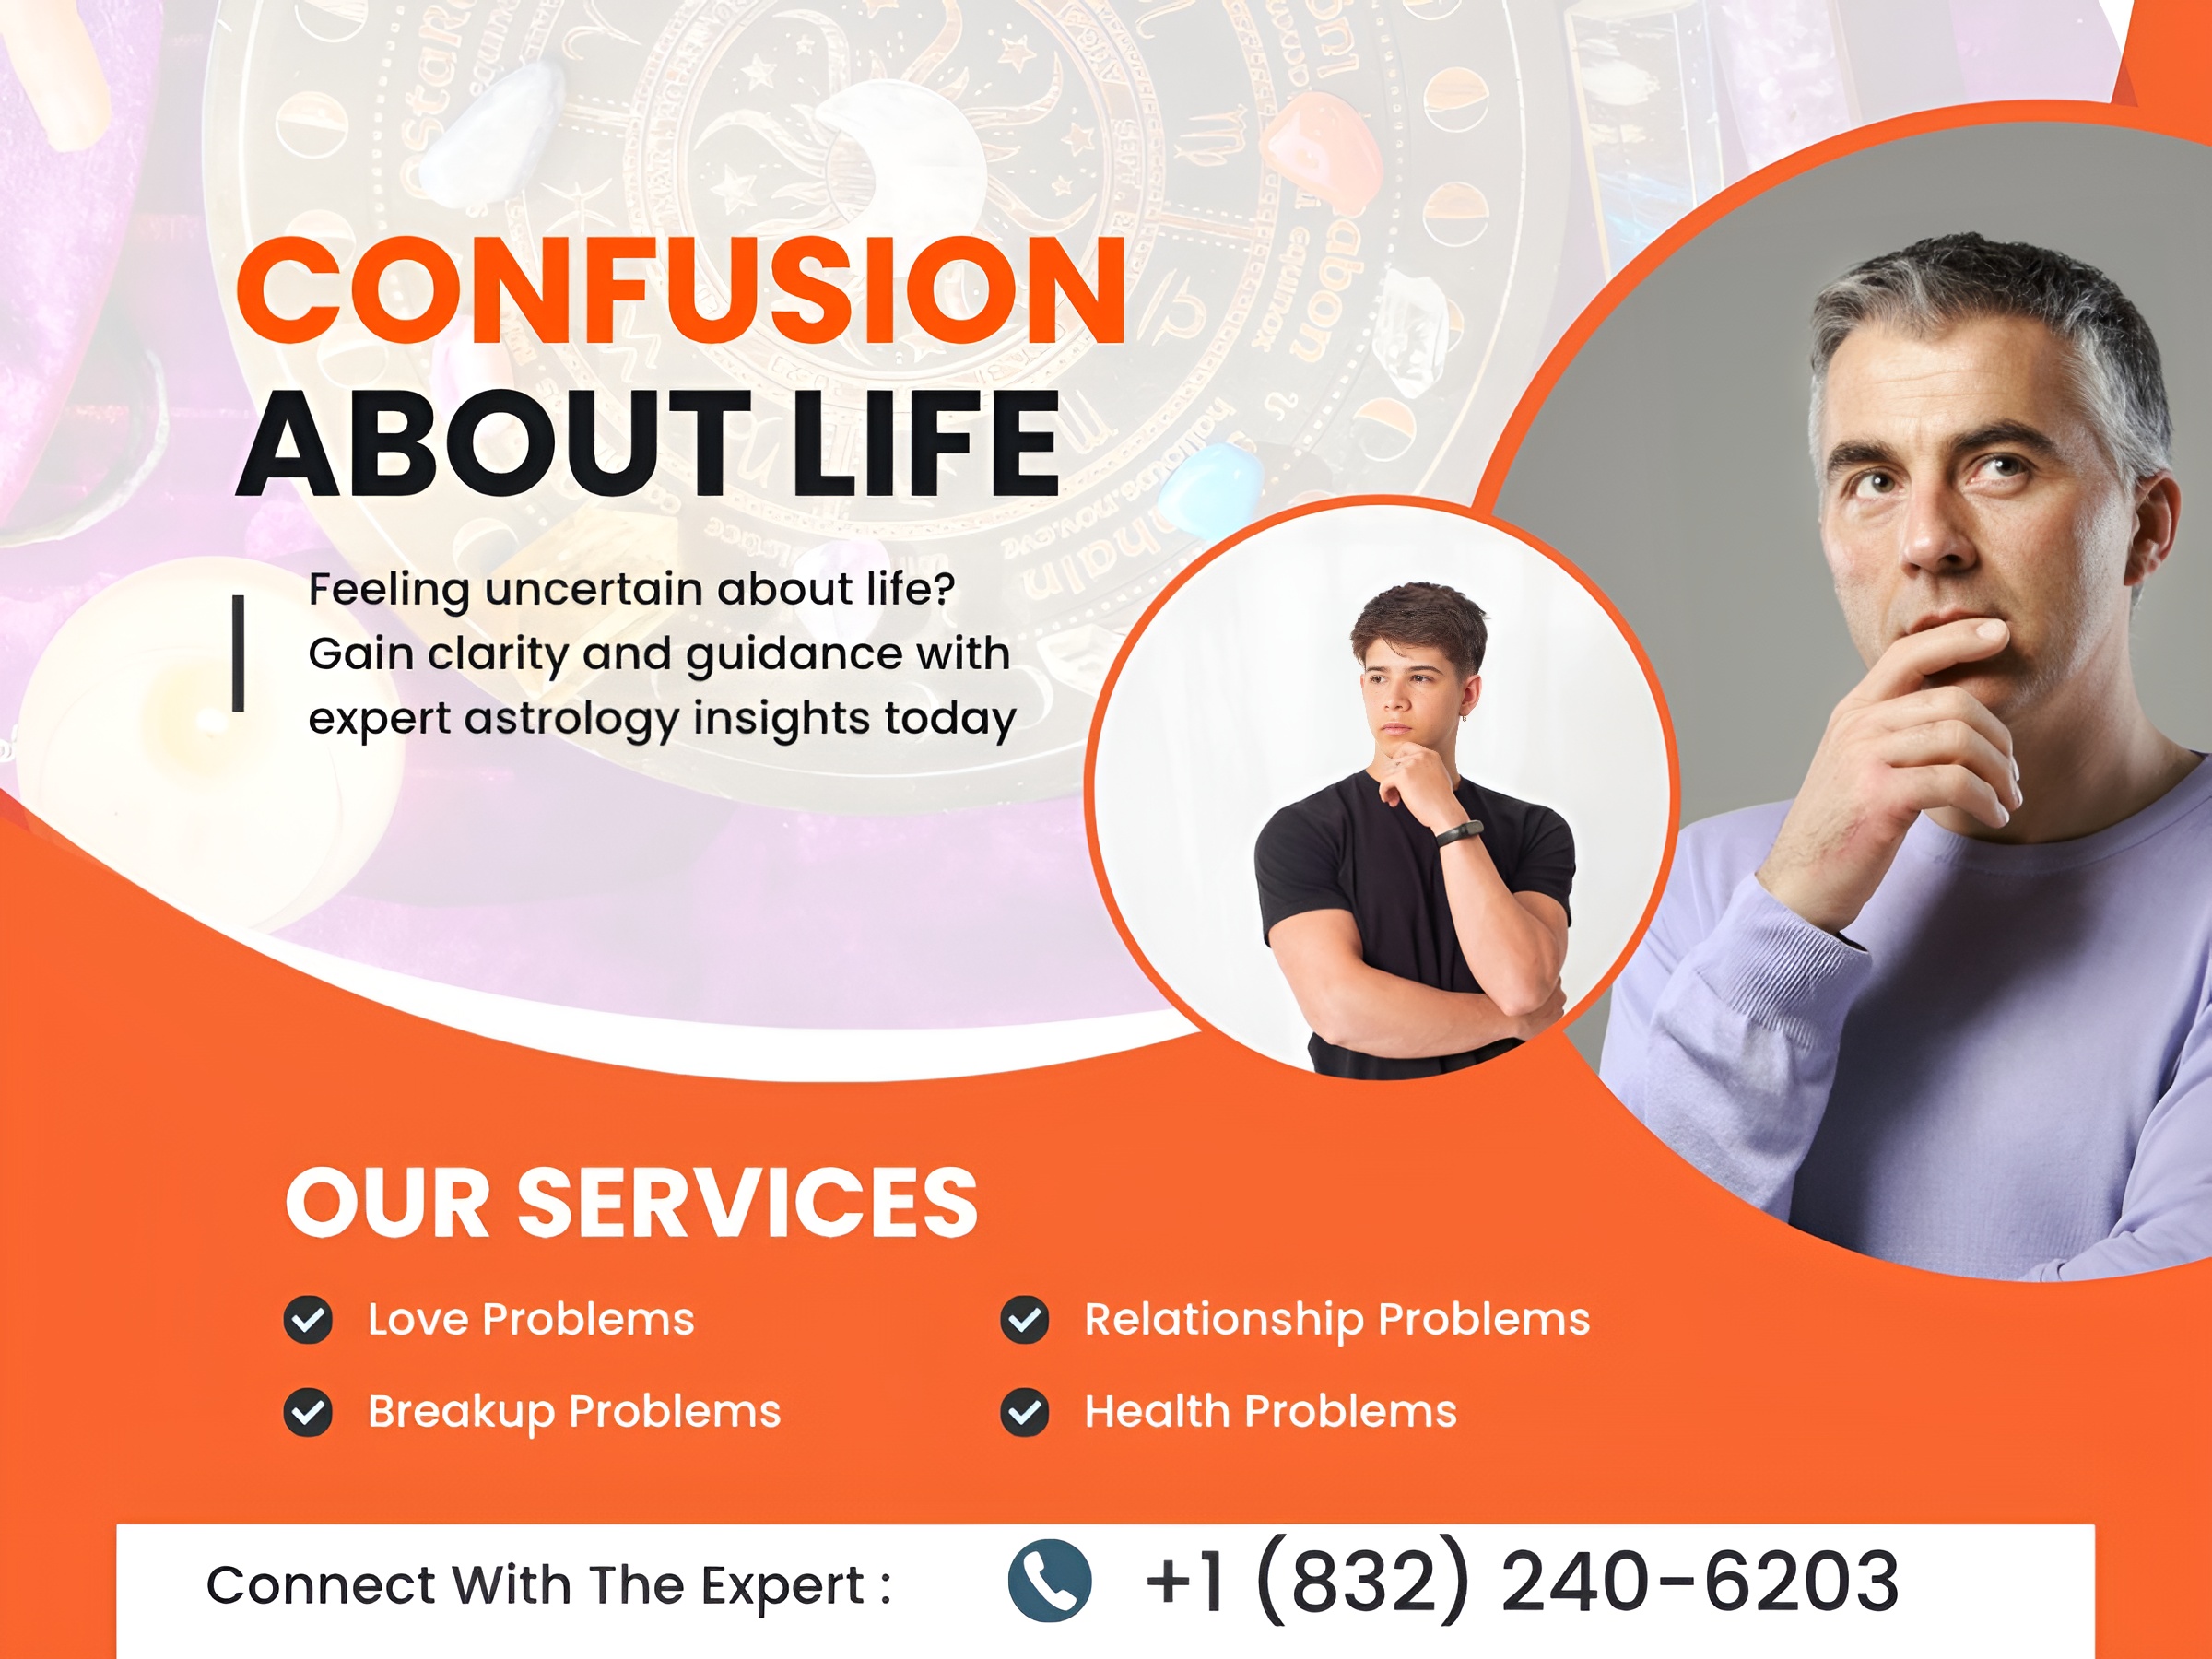 CONFUSION
ABOUT LIFE
Feeling uncertain about life?
Gain clarity and guidance with
expert astrology insights today
OUR SERVICES
Love Problems
Relationship Problems
Breakup Problems
Health Problems
Connect With The Expert :
+1 (832) 240-6203